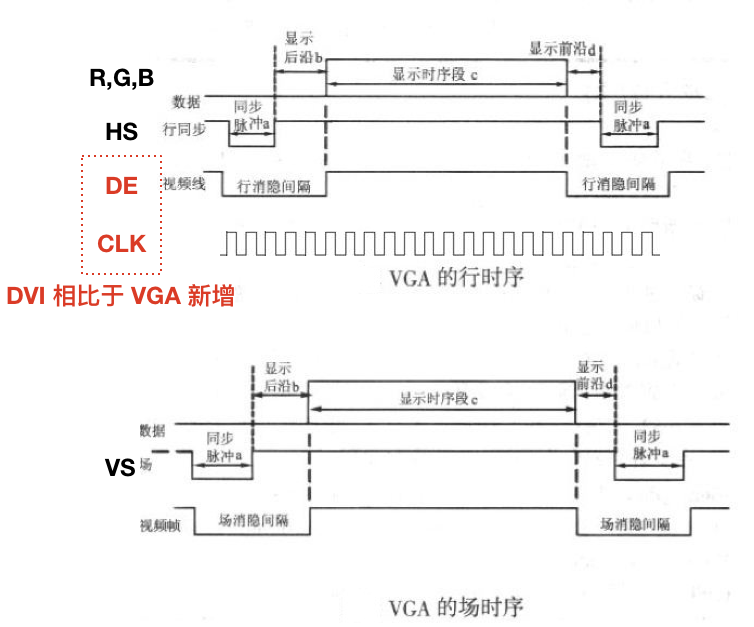 显示
后沿b
显示前沿d
R,G,B
显示时序段c
数据
同步
脉冲a
同步
脉冲a
HS
行同步
DE
视频线
行消隐间隔
行消隐间隔
CLK
VGA 的行时序
DVI 相比于 VGA 新增
显示
后沿b
显示
前沿d
显示时序段c
数据
同步
脉冲a
同步
脉冲a
VS
场
视频帧
场消隐间隔
场消隐间隔
VGA 的场时序